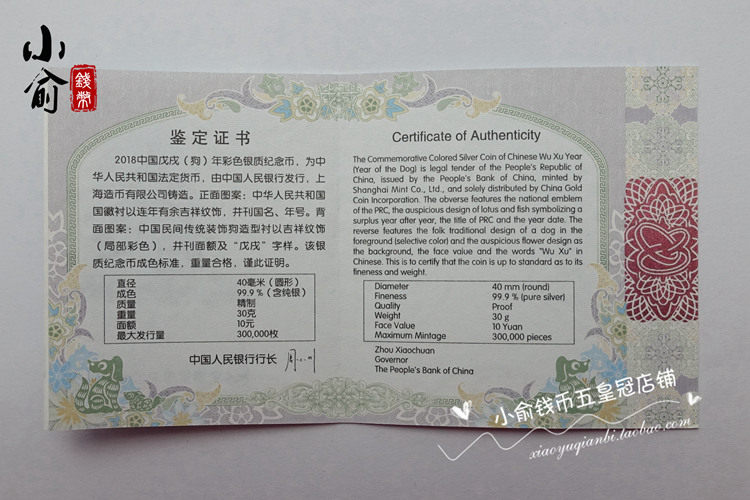 小俞
錢幣
鉴定证书
2018中国戊戌（狗）年彩色银质纪念币，为中
华人民共和国法定货币，由中国人民银行发行，上
海造币有限公司铸造。正面图案：中华人民共和国
国徽衬以连年有余吉祥纹饰，并刊国名、年号。背
面图案：中国民间传统装饰狗造型衬以吉祥纹饰
（局部彩色），并刊面额及“戊戌”字样。该银
质纪念币成色标准，重量合格，谨此证明。
直径 40毫米（圆形）
成色 99.9％（含纯银）
质量 精制
重量 30克
面额 10元
最大发行量 300,000枚
中国人民银行行长
Certificate of Authenticity
The Commemorative Colored Silver Coin of Chinese Wu Xu Year
(Year of the Dog) is legal tender of the People's Republic of
China, issued by the People's Bank of China, minted by
Shanghai Mint Co., Ltd., and solely distributed by China Gold
Coin Incorporation. The obverse features the national emblem
of the PRC, the auspicious design of lotus and fish symbolizing a
surplus year after year, the title of PRC and the year date. The
reverse features the folk traditional design of a dog in the
foreground (selective color) and the auspicious flower design as
the background, the face value and the words "Wu Xu" in
Chinese. This is to certify that the coin is up to standard as to its
fineness and weight.
Diameter 40 mm (round)
Fineness 99.9 % (pure silver)
Quality Proof
Weight 30 g
Face Value 10 Yuan
Maximum Mintage 300,000 pieces
Zhou Xiaochuan
Governor
The People's Bank of China
小俞钱币五皇冠店铺
xiaoyuqianbi.taobao.com